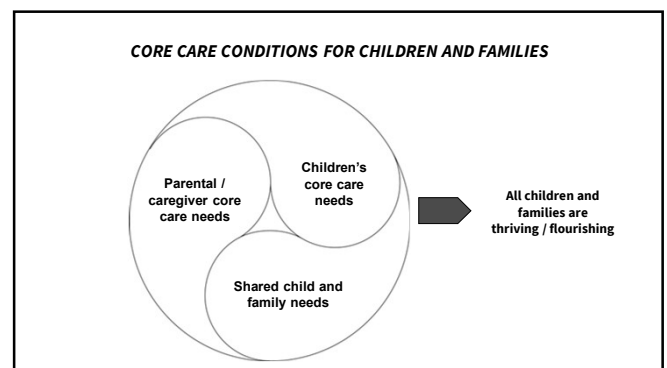 CORE CARE CONDITIONS FOR CHILDREN AND FAMILIES
Parental /
caregiver core
care needs
Children's
core care
needs
Shared child and
family needs
All children and
families are
thriving / flourishing